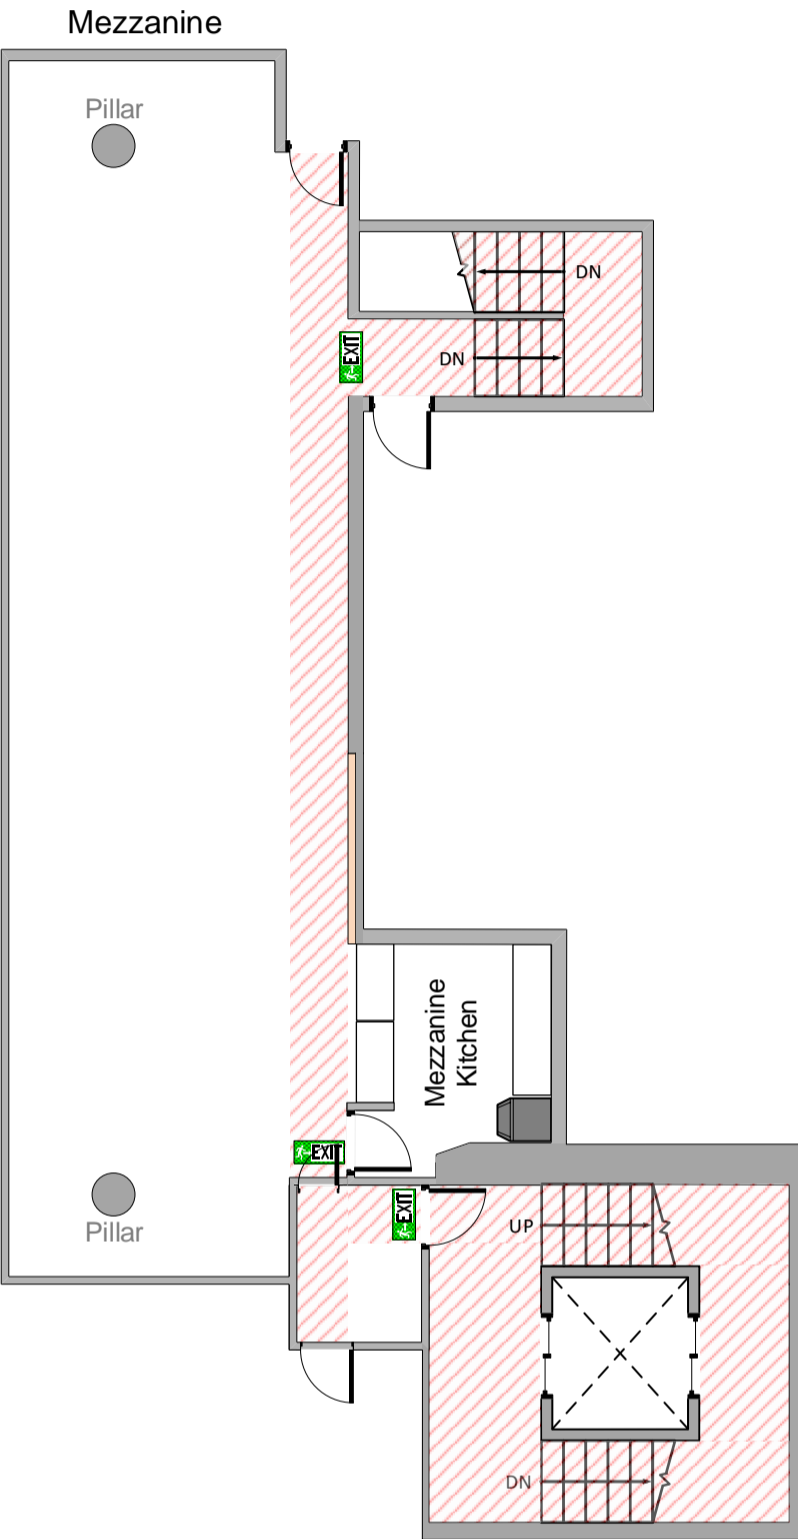 Mezzanine
Pillar
DN
EXIT
DN
Mezzanine
Kitchen
EXIT
Pillar
EXIT
UP
DN